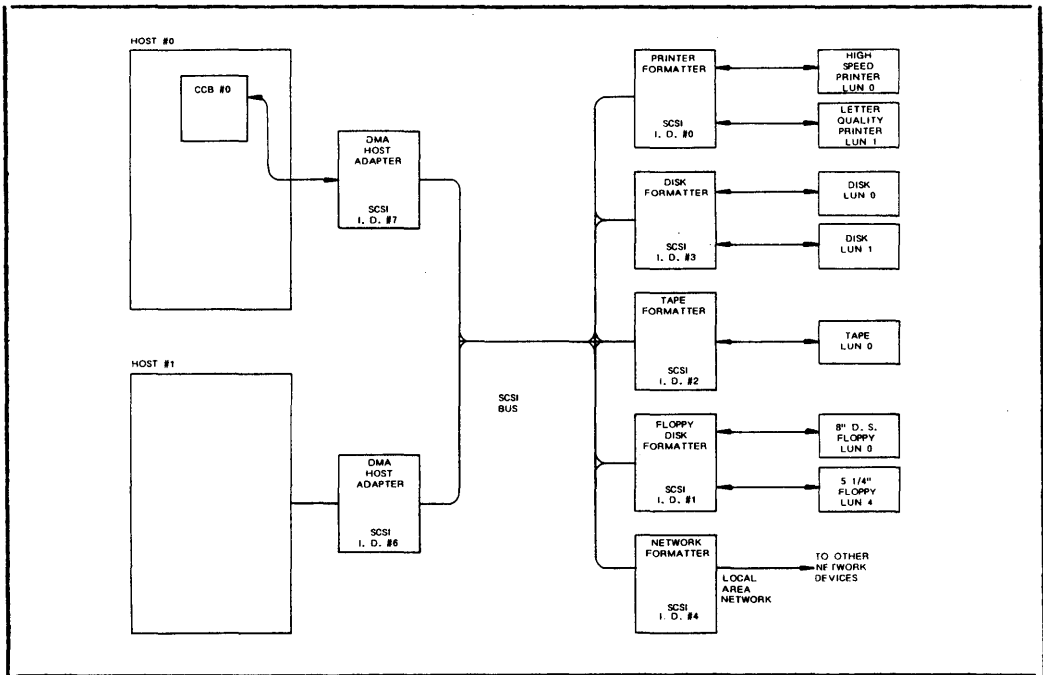 HOST #0
CCB #0
DMA
HOST
ADAPTER
SCSI
I. D. #7
HOST #1
DMA
HOST
ADAPTER
SCSI
I. D. #6
SCSI
BUS
PRINTER
FORMATTER
SCSI
I. D. #0
HIGH
SPEED
PRINTER
LUN 0
LETTER
QUALITY
PRINTER
LUN 1
DISK
FORMATTER
SCSI
I. D. #3
DISK
LUN 0
DISK
LUN 1
TAPE
FORMATTER
SCSI
I. D. #2
TAPE
LUN 0
FLOPPY
DISK
FORMATTER
SCSI
I. D. #1
8" D. S.
FLOPPY
LUN 0
5 1/4"
FLOPPY
LUN 4
NETWORK
FORMATTER
SCSI
I. D. #4
LOCAL
AREA
NETWORK
TO OTHER
NETWORK
DEVICES